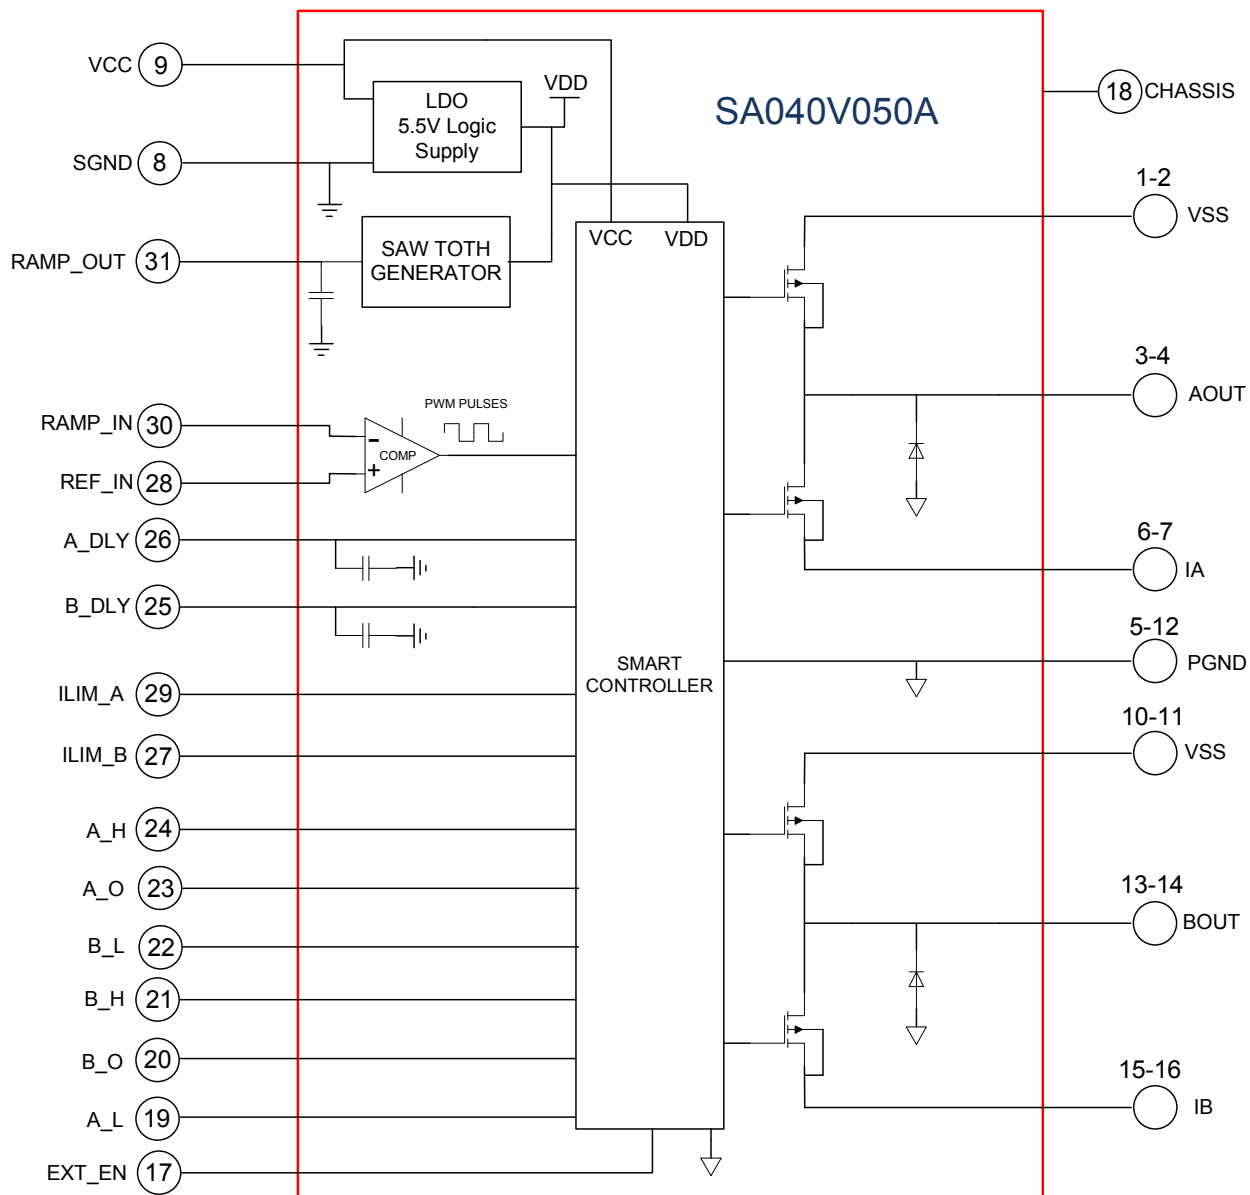 VCC 9
LDO
5.5V Logic
Supply
VDD
SA040V050A
18 CHASSIS
SGND 8
1-2
VSS
VCC VDD
RAMP_OUT 31
SAW TOTH
GENERATOR
3-4
AOUT
RAMP_IN 30
PWM PULSES
-
COMP
+
REF_IN 28
A_DLY 26
6-7
IA
B_DLY 25
5-12
PGND
SMART
CONTROLLER
ILIM_A 29
10-11
VSS
ILIM_B 27
A_H 24
A_O 23
13-14
BOUT
B_L 22
B_H 21
B_O 20
15-16
IB
A_L 19
EXT_EN 17